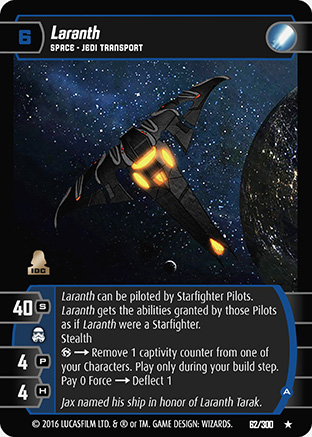 6
Laranth
SPACE - JEDI TRANSPORT
IDC
40 S
4 P
4 H
Laranth can be piloted by Starfighter Pilots.
Laranth gets the abilities granted by those Pilots
as if Laranth were a Starfighter.
Stealth
→ Remove 1 captivity counter from one of
your Characters. Play only during your build step.
Pay 0 Force → Deflect 1
A
Jax named his ship in honor of Laranth Tarak.
© 2016 LUCASFILM LTD. & ® or TM. GAME DESIGN: WIZARDS.
62/300 ★